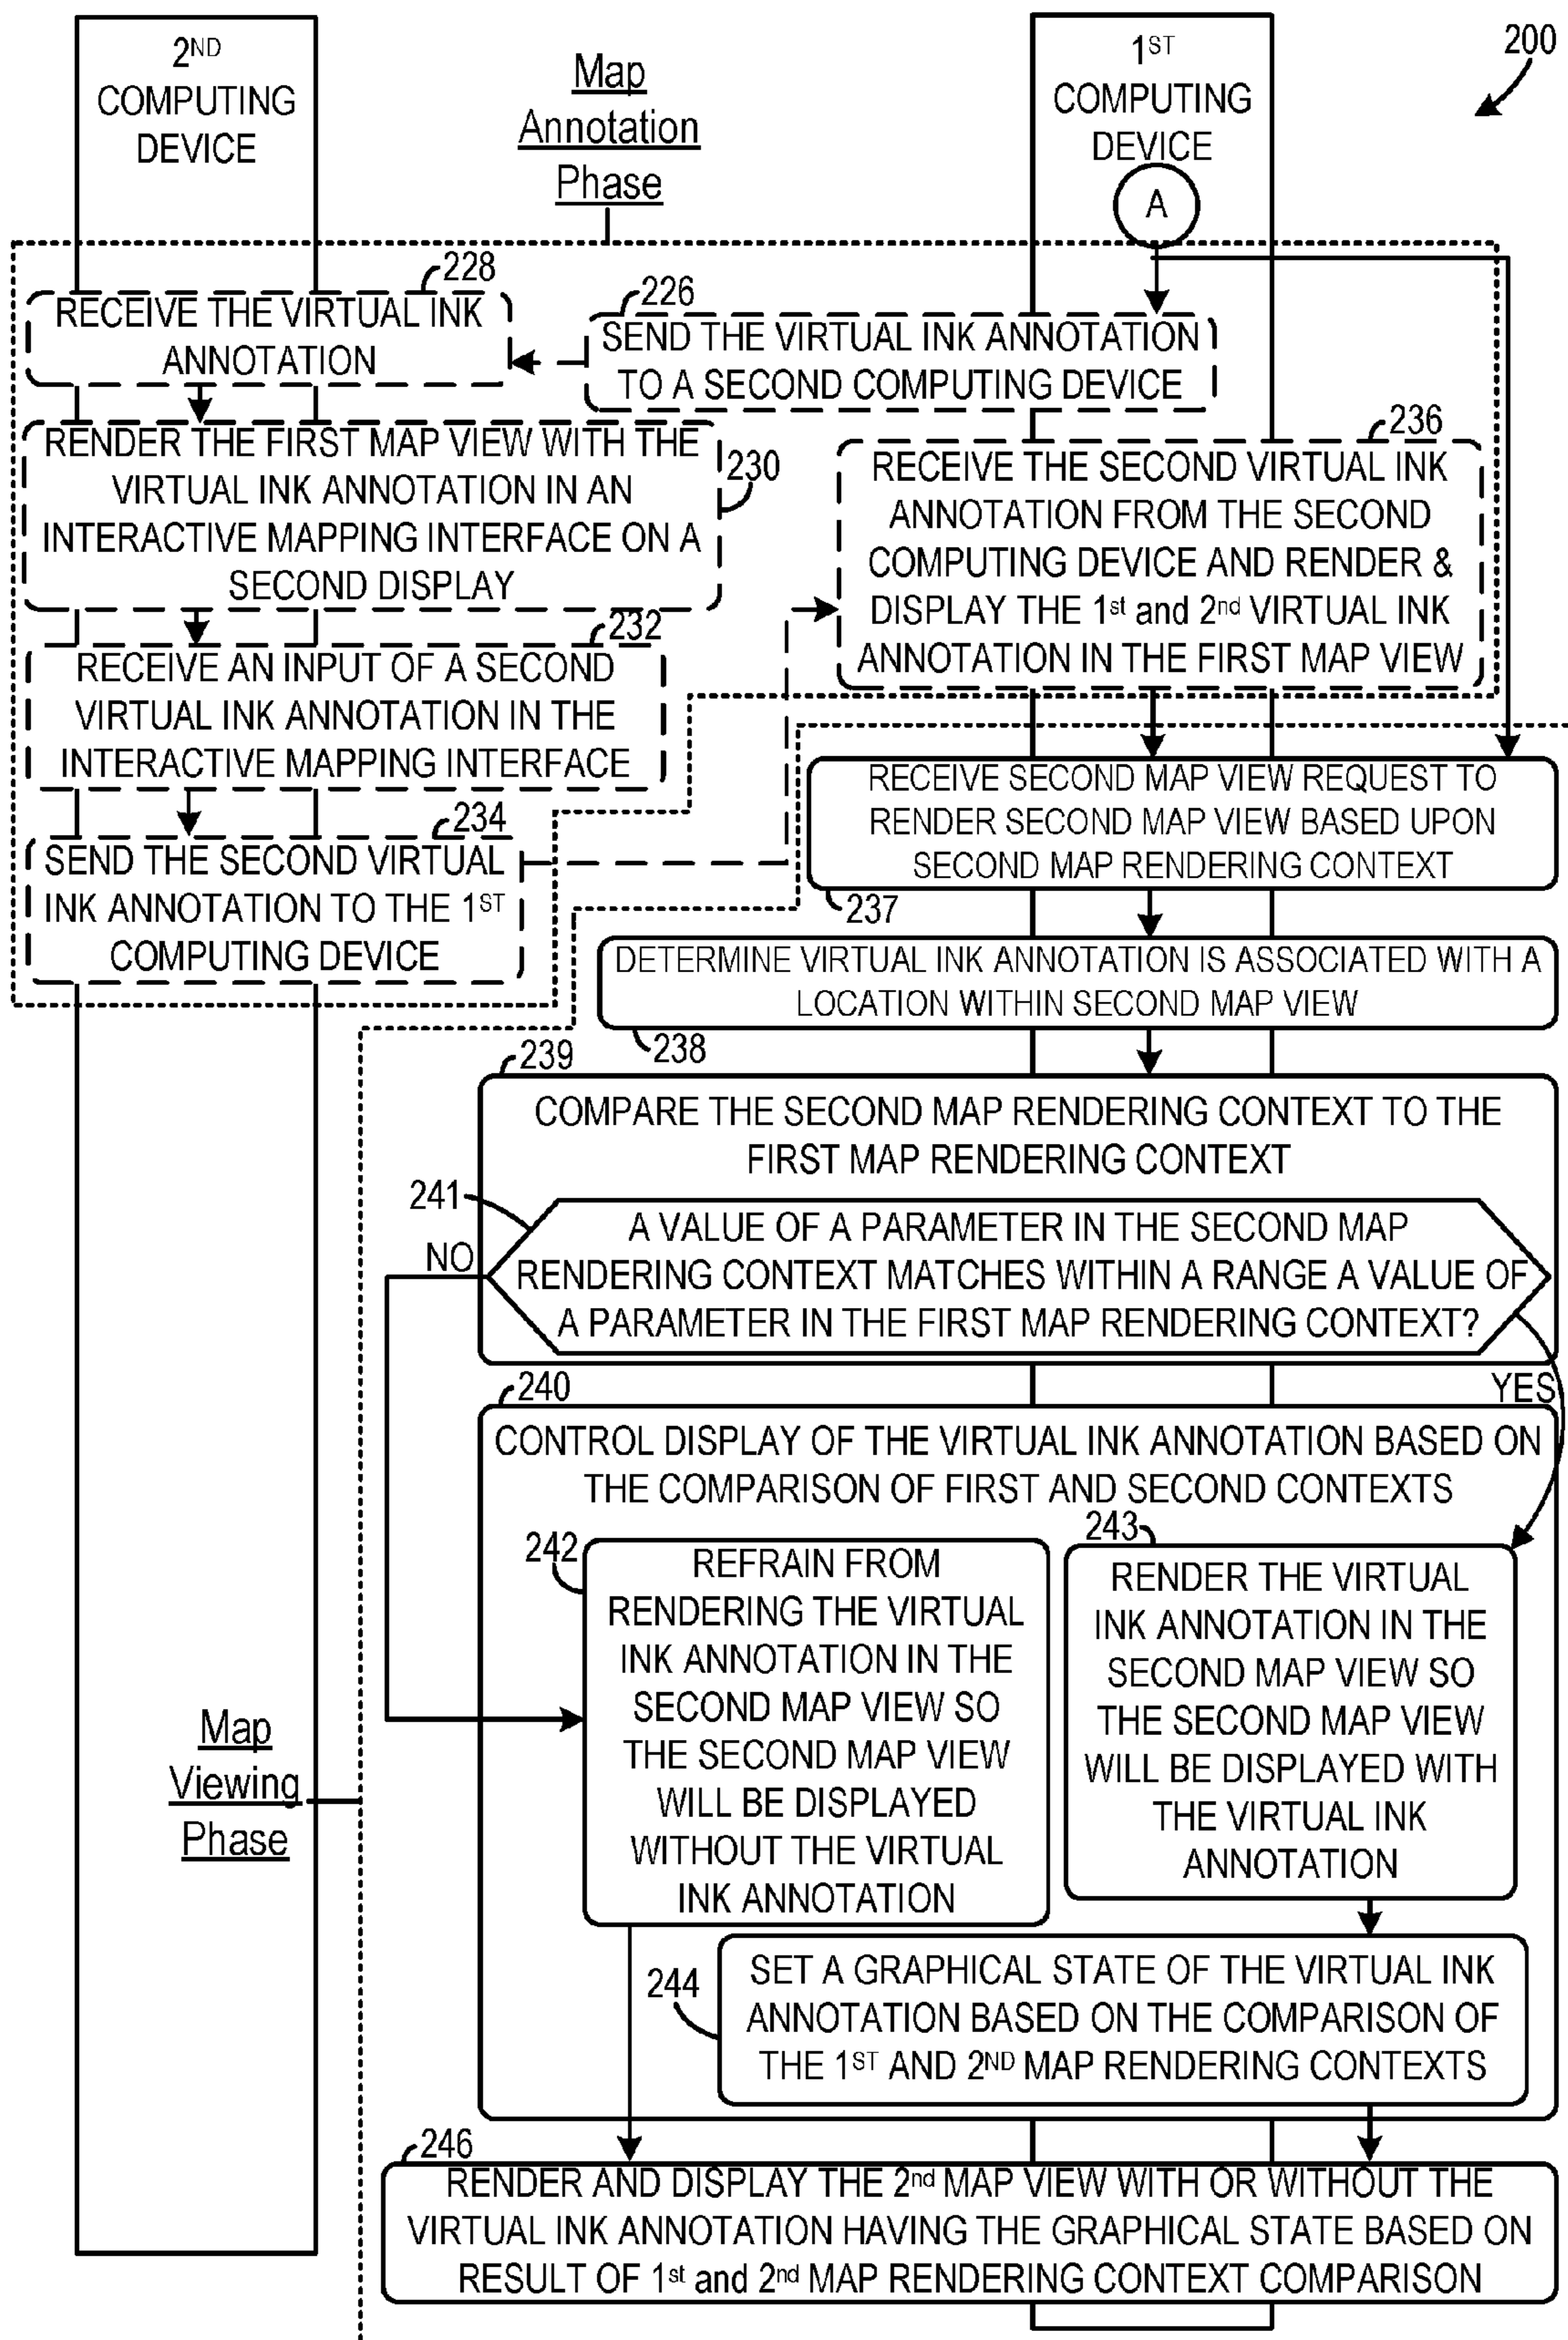 2ND
COMPUTING
DEVICE
Map
Annotation
Phase
1ST
COMPUTING
DEVICE
A
200
228
RECEIVE THE VIRTUAL INK
ANNOTATION
226
SEND THE VIRTUAL INK ANNOTATION
TO A SECOND COMPUTING DEVICE
RENDER THE FIRST MAP VIEW WITH THE
VIRTUAL INK ANNOTATION IN AN
INTERACTIVE MAPPING INTERFACE ON A
SECOND DISPLAY
230
236
RECEIVE THE SECOND VIRTUAL INK
ANNOTATION FROM THE SECOND
COMPUTING DEVICE AND RENDER &
DISPLAY THE 1st and 2nd VIRTUAL INK
ANNOTATION IN THE FIRST MAP VIEW
232
RECEIVE AN INPUT OF A SECOND
VIRTUAL INK ANNOTATION IN THE
INTERACTIVE MAPPING INTERFACE
234
SEND THE SECOND VIRTUAL
INK ANNOTATION TO THE 1ST
COMPUTING DEVICE
RECEIVE SECOND MAP VIEW REQUEST TO
RENDER SECOND MAP VIEW BASED UPON
SECOND MAP RENDERING CONTEXT
237
DETERMINE VIRTUAL INK ANNOTATION IS ASSOCIATED WITH A
LOCATION WITHIN SECOND MAP VIEW
238
239
COMPARE THE SECOND MAP RENDERING CONTEXT TO THE
FIRST MAP RENDERING CONTEXT
241
NO
A VALUE OF A PARAMETER IN THE SECOND MAP
RENDERING CONTEXT MATCHES WITHIN A RANGE A VALUE OF
A PARAMETER IN THE FIRST MAP RENDERING CONTEXT?
YES
240
CONTROL DISPLAY OF THE VIRTUAL INK ANNOTATION BASED ON
THE COMPARISON OF FIRST AND SECOND CONTEXTS
242
REFRAIN FROM
RENDERING THE VIRTUAL
INK ANNOTATION IN THE
SECOND MAP VIEW SO
THE SECOND MAP VIEW
WILL BE DISPLAYED
WITHOUT THE VIRTUAL
INK ANNOTATION
243
RENDER THE VIRTUAL
INK ANNOTATION IN THE
SECOND MAP VIEW SO
THE SECOND MAP VIEW
WILL BE DISPLAYED WITH
THE VIRTUAL INK
ANNOTATION
Map
Viewing
Phase
244
SET A GRAPHICAL STATE OF THE VIRTUAL INK
ANNOTATION BASED ON THE COMPARISON OF
THE 1ST AND 2ND MAP RENDERING CONTEXTS
246
RENDER AND DISPLAY THE 2nd MAP VIEW WITH OR WITHOUT THE
VIRTUAL INK ANNOTATION HAVING THE GRAPHICAL STATE BASED ON
RESULT OF 1st and 2nd MAP RENDERING CONTEXT COMPARISON